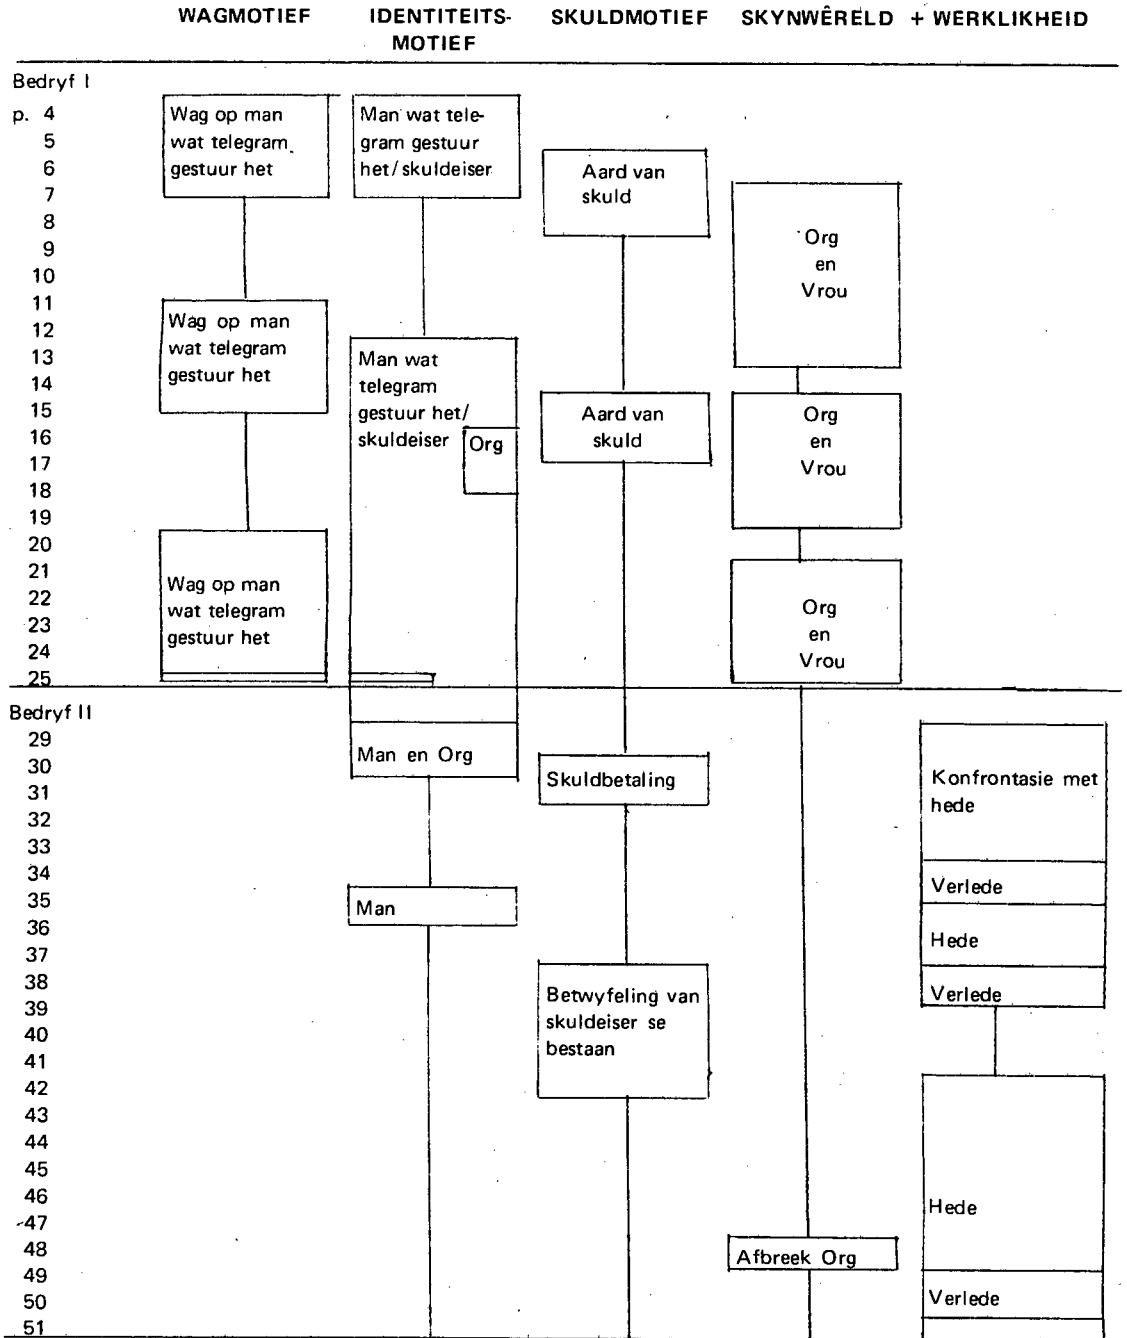 WAGMOTIEF IDENTITEITS- SKULDMOTIEF SKYNWÊRELD + WERKLIKHEID
MOTIEF
Bedryf I
p. 4
5
6
7
8
9
10
11
12
13
14
15
16
17
18
19
20
21
22
23
24
25
Wag op man
wat telegram
gestuur het
Wag op man
wat telegram
gestuur het
Wag op man
wat telegram
gestuur het
Man wat tele-
gram gestuur
het/skuldeiser
Man wat
telegram
gestuur het/
skuldeiser
Org
Aard van
skuld
Aard van
skuld
Org
en
Vrou
Org
en
Vrou
Org
en
Vrou
Bedryf II
29
30
31
32
33
34
35
36
37
38
39
40
41
42
43
44
45
46
47
48
49
50
51
Man en Org
Man
Skuldbetaling
Betwyfeling van
skuldeiser se
bestaan
Afbreek Org
Konfrontasie met
hede
Verlede
Hede
Verlede
Hede
Verlede